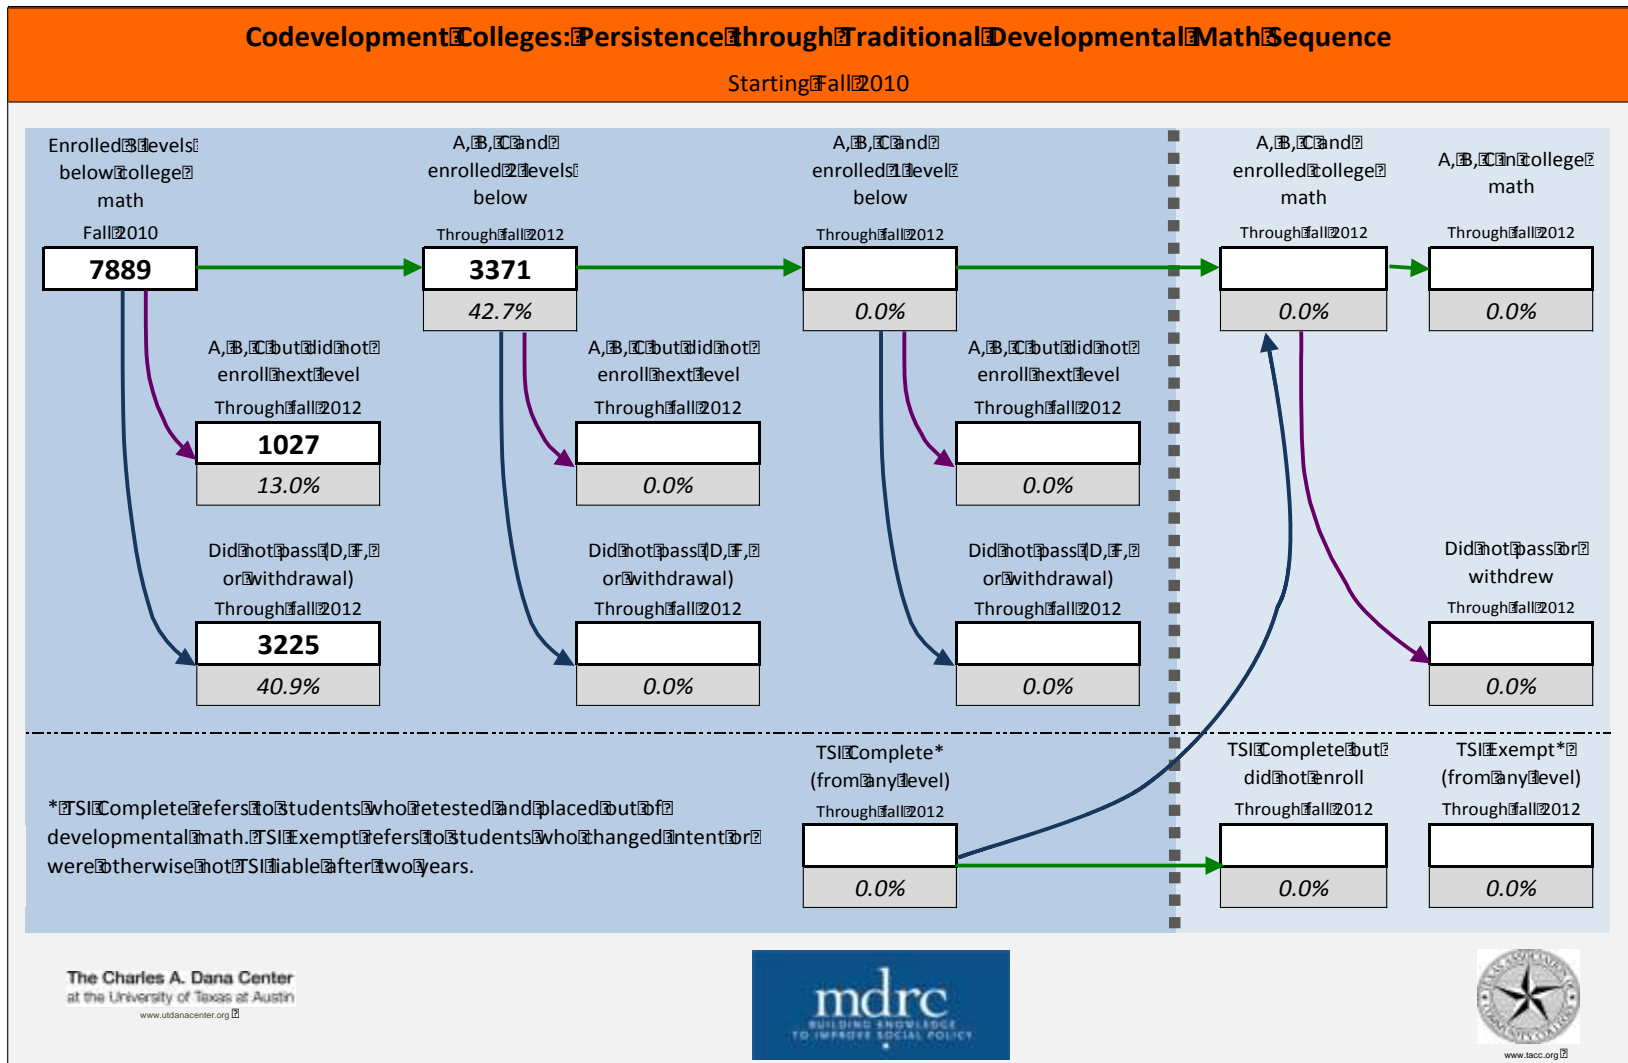 Codevelopment Colleges: Persistence through Traditional Developmental Math Sequence
Starting Fall 2010
Enrolled 3 levels
below college
math
Fall 2010
7889
A, B, C and
enrolled 2 levels
below
Through fall 2012
3371
42.7%
A, B, C and
enrolled 1 level
below
Through fall 2012
0.0%
A, B, C and
enrolled college
math
Through fall 2012
0.0%
A, B, C in college
math
Through fall 2012
0.0%
A, B, C but did not
enroll next level
Through fall 2012
1027
13.0%
A, B, C but did not
enroll next level
Through fall 2012
0.0%
A, B, C but did not
enroll next level
Through fall 2012
0.0%
Did not pass (D, F,
or withdrawal)
Through fall 2012
3225
40.9%
Did not pass (D, F,
or withdrawal)
Through fall 2012
0.0%
Did not pass (D, F,
or withdrawal)
Through fall 2012
0.0%
Did not pass or
withdrew
Through fall 2012
0.0%
* TSI Complete refers to students who retested and placed out of
developmental math. TSI Exempt refers to students who changed intent or
were otherwise not TSI liable after two years.
TSI Complete*
(from any level)
Through fall 2012
0.0%
TSI Complete but
did not enroll
Through fall 2012
0.0%
TSI Exempt*
(from any level)
Through fall 2012
0.0%
The Charles A. Dana Center
at the University of Texas at Austin
www.utdanacenter.org
mdrc
BUILDING KNOWLEDGE
TO IMPROVE SOCIAL POLICY
TEXAS ASSOCIATION OF
COMMUNITY COLLEGES
www.tacc.org